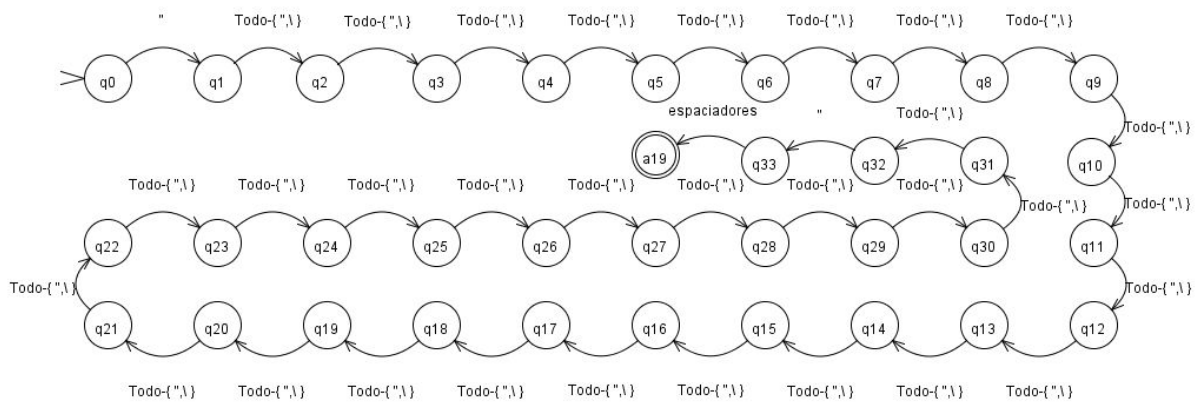 " Todo-{ ",\ } Todo-{ ",\ } Todo-{ ",\ } Todo-{ ",\ } Todo-{ ",\ } Todo-{ ",\ } Todo-{ ",\ } Todo-{ ",\ }
q0 q1 q2 q3 q4 q5 q6 q7 q8 q9
espaciadores " Todo-{ ",\ }
Todo-{ ",\ }
a19 q33 q32 q31 q10
Todo-{ ",\ } Todo-{ ",\ } Todo-{ ",\ } Todo-{ ",\ } Todo-{ ",\ } Todo-{ ",\ } Todo-{ ",\ } Todo-{ ",\ }
Todo-{ ",\ } Todo-{ ",\ }
q22 q23 q24 q25 q26 q27 q28 q29 q30 q11
Todo-{ ",\ } Todo-{ ",\ }
q21 q20 q19 q18 q17 q16 q15 q14 q13 q12
Todo-{ ",\ } Todo-{ ",\ } Todo-{ ",\ } Todo-{ ",\ } Todo-{ ",\ } Todo-{ ",\ } Todo-{ ",\ } Todo-{ ",\ } Todo-{ ",\ }